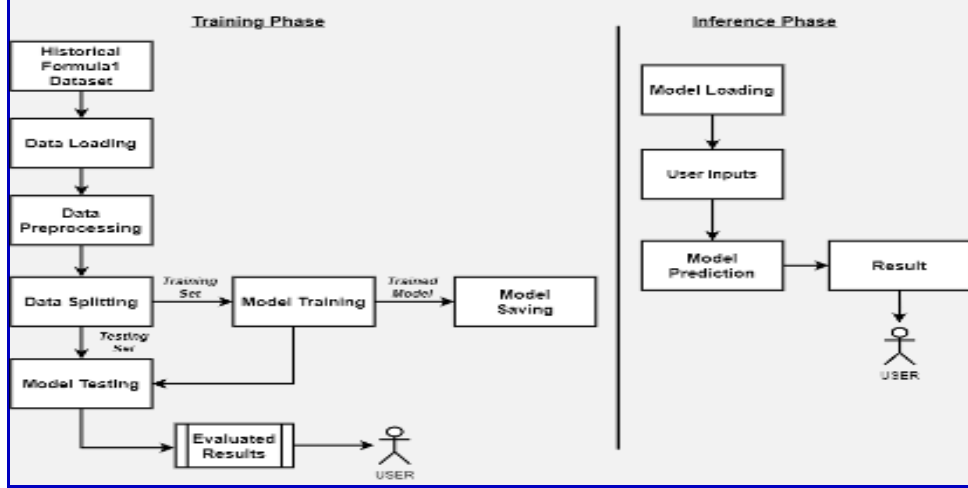 Training Phase
Historical
Formula1
Dataset
Data Loading
Data
Preprocessing
Data Splitting
Training
Set
Model Training
Trained
Model
Model
Saving
Testing
Set
Model Testing
Evaluated
Results
USER
Inference Phase
Model Loading
User Inputs
Model
Prediction
Result
USER